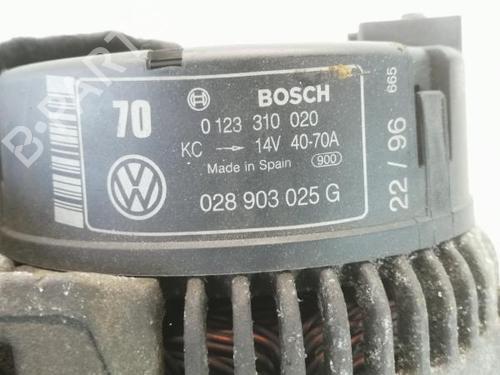 70
BOSCH
0 123 310 020
KC → 14V 40-70A
Made in Spain 900
028 903 025 G
22 / 96
665
B-PARTS